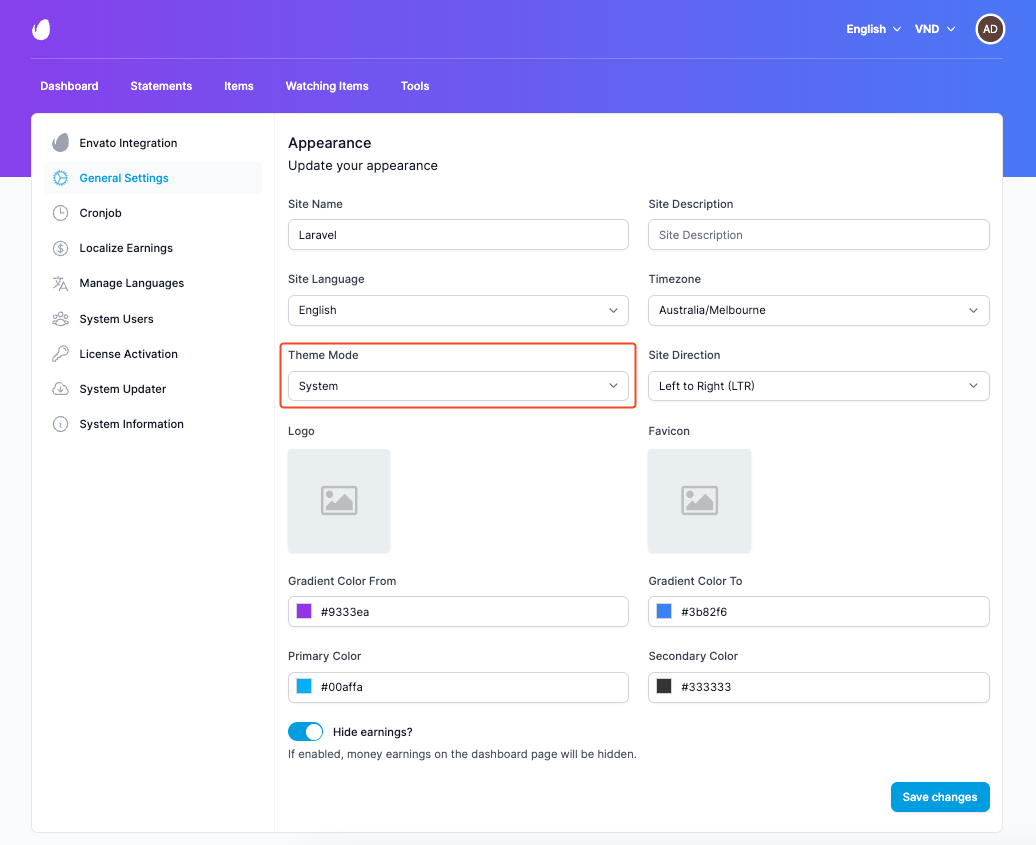 English
VND
AD
Dashboard
Statements
Items
Watching Items
Tools
Envato Integration
General Settings
Cronjob
Localize Earnings
Manage Languages
System Users
License Activation
System Updater
System Information
Appearance
Update your appearance
Site Name
Laravel
Site Description
Site Description
Site Language
English
Timezone
Australia/Melbourne
Theme Mode
System
Site Direction
Left to Right (LTR)
Logo
Favicon
Gradient Color From
#9333ea
Gradient Color To
#3b82f6
Primary Color
#00affa
Secondary Color
#333333
Hide earnings?
If enabled, money earnings on the dashboard page will be hidden.
Save changes